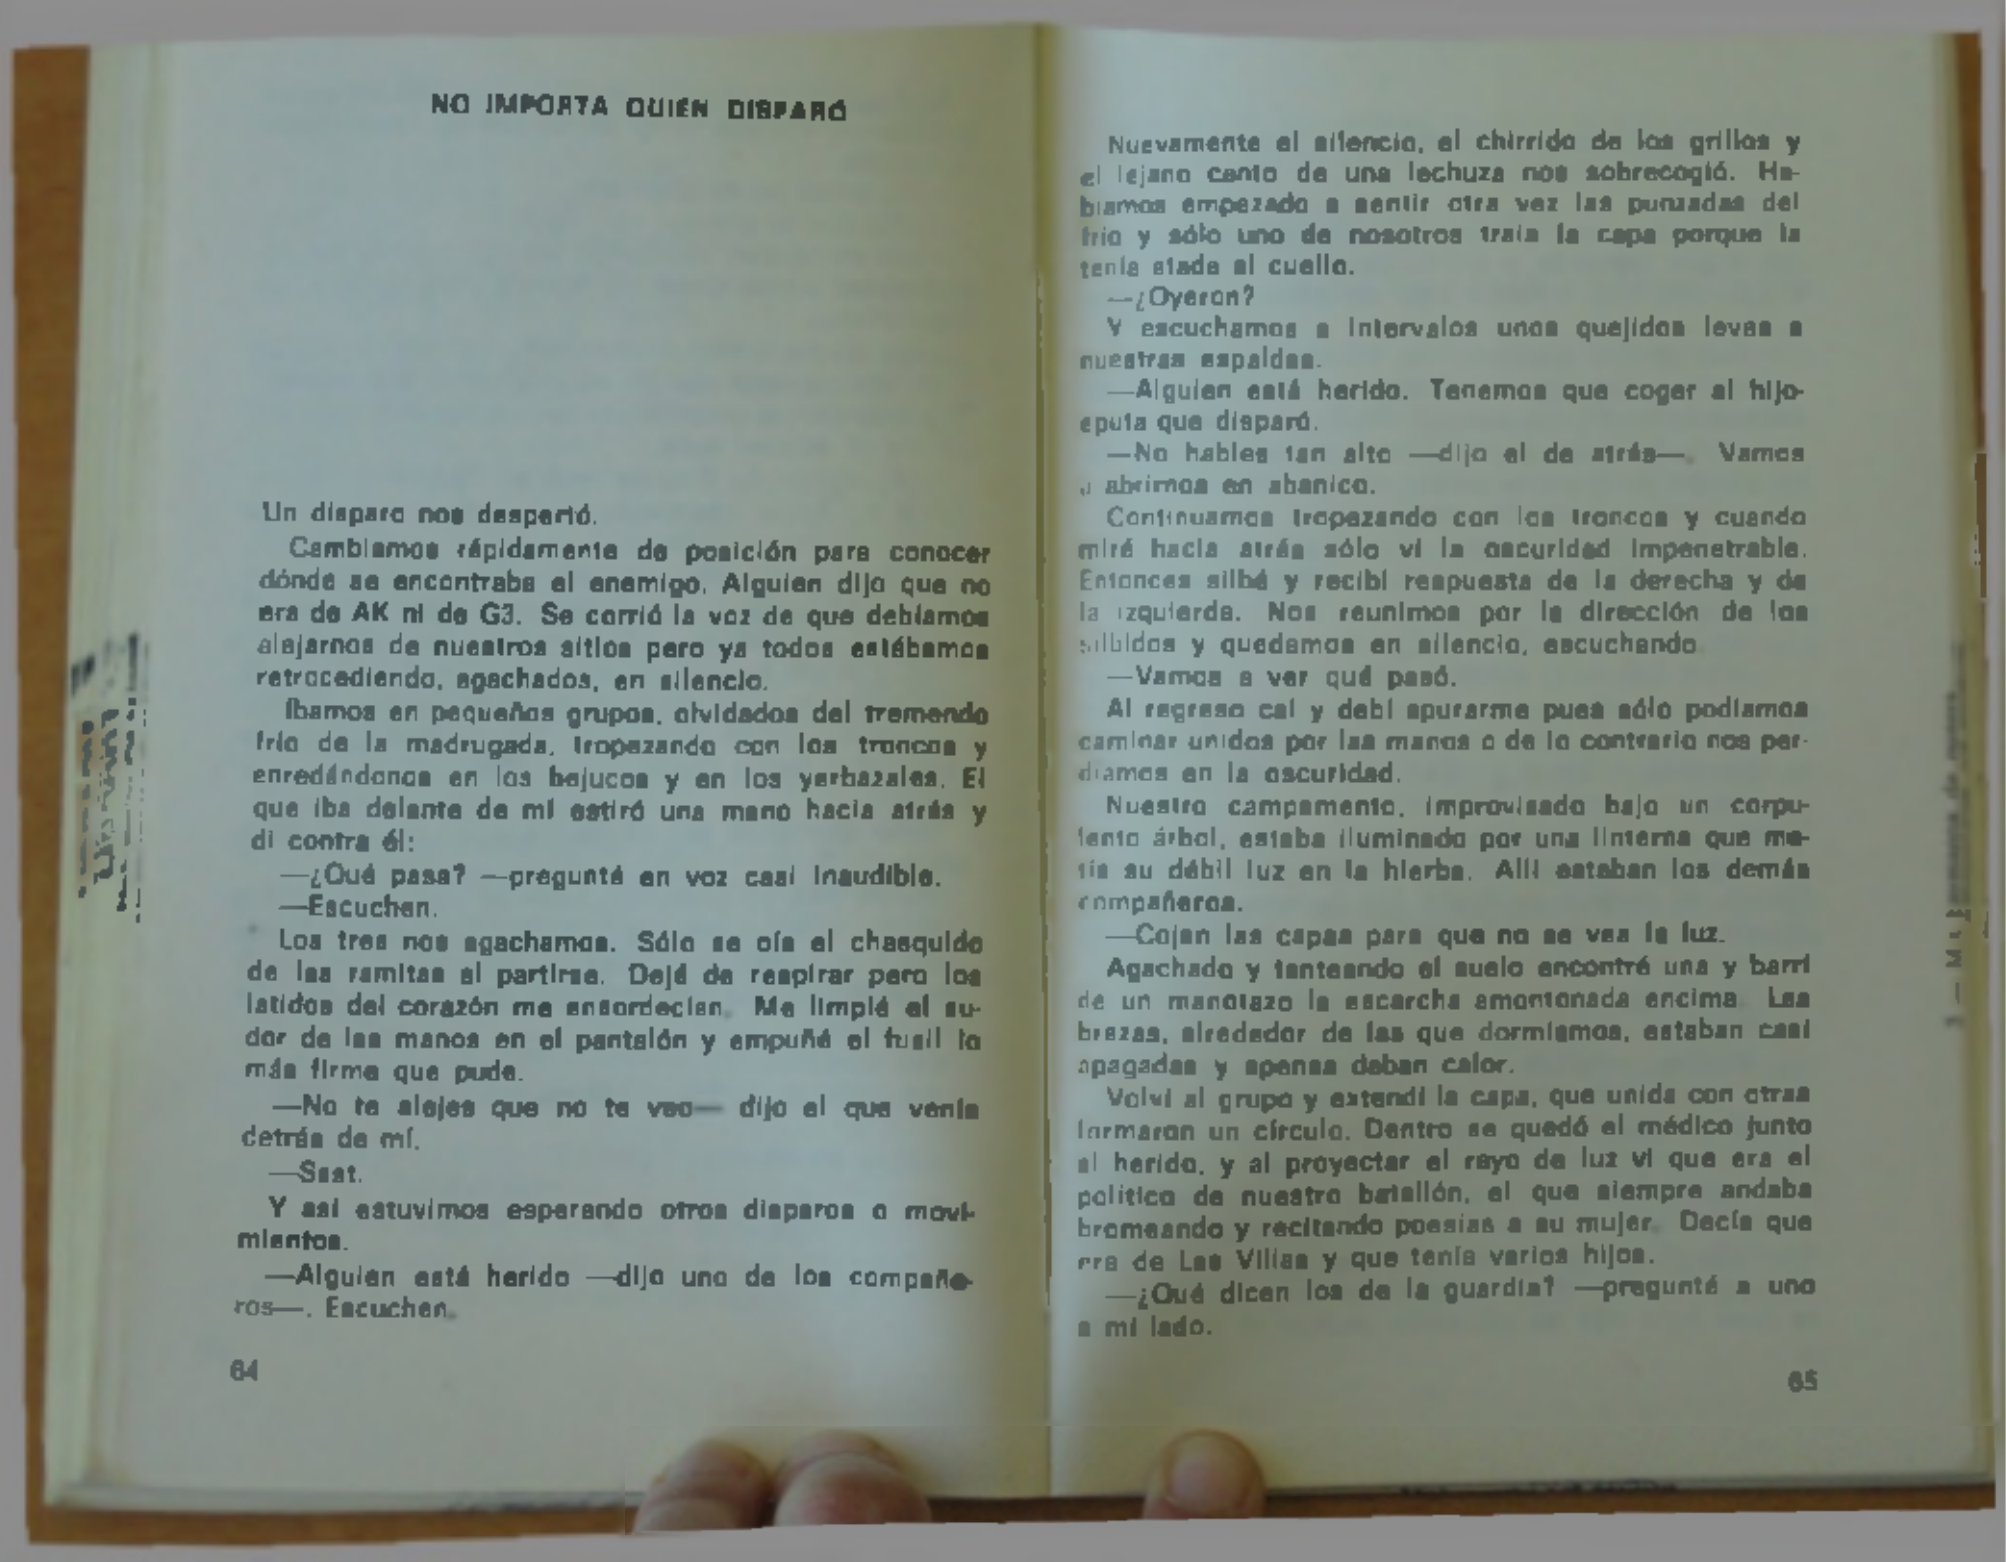 NO IMPORTA QUIEN DISPARÓ
Un disparo nos despertó.
Cambiamos rápidamente de posición para conocer
dónde se encontraba el enemigo. Alguien dijo que no
era de AK ni de G3. Se corrió la voz de que debíamos
alejarnos de nuestros sitios pero ya todos estábamos
retrocediendo, agachados, en silencio.
Íbamos en pequeños grupos, olvidados del tremendo
frío de la madrugada, tropezando con los troncos y
enredándonos en los bejucos y en los yerbazales. El
que iba delante de mí estiró una mano hacia atrás y
di contra él:
—¿Qué pasa? —pregunté en voz casi inaudible.
—Escuchen.
Los tres nos agachamos. Sólo se oía el chasquido
de las ramitas al partirse. Dejé de respirar pero los
latidos del corazón me ensordecían. Me limpié el su-
dor de las manos en el pantalón y empuñé el fusil lo
más firme que pude.
—No te alejes que no te veo— dijo el que venía
detrás de mí.
—Ssst.
Y así estuvimos esperando otros disparos o movi-
mientos.
—Alguien está herido —dijo uno de los compañe-
ros—. Escuchen.
64
Nuevamente el silencio, el chirrido de los grillos y
el lejano canto de una lechuza nos sobrecogió. Ha-
bíamos empezado a sentir otra vez las punzadas del
frío y sólo uno de nosotros traía la capa porque la
tenía atada al cuello.
—¿Oyeron?
Y escuchamos a intervalos unos quejidos leves a
nuestras espaldas.
—Alguien está herido. Tenemos que coger al hijo-
eputa que disparó.
—No hables tan alto —dijo el de atrás—. Vamos
a abrirnos en abanico.
Continuamos tropezando con los troncos y cuando
miré hacia atrás sólo vi la oscuridad impenetrable.
Entonces silbé y recibí respuesta de la derecha y de
la izquierda. Nos reunimos por la dirección de los
silbidos y quedamos en silencio, escuchando.
—Vamos a ver qué pasó.
Al regreso caí y debí apurarme pues sólo podíamos
caminar unidos por las manos o de lo contrario nos per-
díamos en la oscuridad.
Nuestro campamento, improvisado bajo un corpu-
lento árbol, estaba iluminado por una linterna que me-
tía su débil luz en la hierba. Allí estaban los demás
compañeros.
—Cojan las capas para que no se vea la luz.
Agachado y tanteando el suelo encontré una y barrí
de un manotazo la escarcha amontonada encima. Las
brazas, alrededor de las que dormíamos, estaban casi
apagadas y apenas daban calor.
Volví al grupo y extendí la capa, que unida con otras
formaron un círculo. Dentro se quedó el médico junto
al herido, y al proyectar el rayo de luz vi que era el
político de nuestro batallón, el que siempre andaba
bromeando y recitando poesías a su mujer. Decía que
era de Las Villas y que tenía varios hijos.
—¿Qué dicen los de la guardia? —pregunté a uno
a mi lado.
65